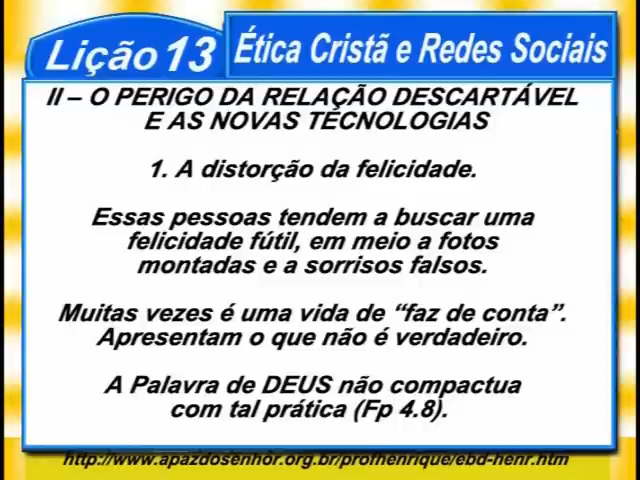 Lição 13
Ética Cristã e Redes Sociais
II – O PERIGO DA RELAÇÃO DESCARTÁVEL
E AS NOVAS TECNOLOGIAS
1. A distorção da felicidade.
Essas pessoas tendem a buscar uma
felicidade fútil, em meio a fotos
montadas e a sorrisos falsos.
Muitas vezes é uma vida de “faz de conta”.
Apresentam o que não é verdadeiro.
A Palavra de DEUS não compactua
com tal prática (Fp 4.8).
http://www.apazdosenhor.org.br/profhenrique/ebd-henr.htm